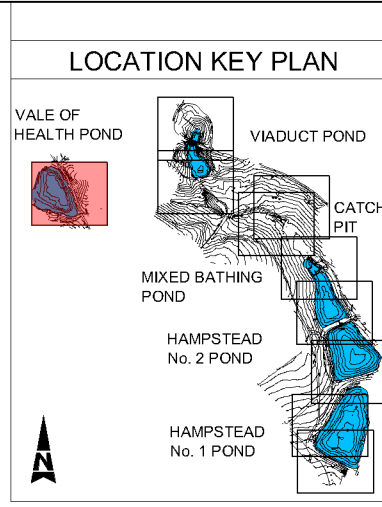 LOCATION KEY PLAN
VALE OF
HEALTH POND
VIADUCT POND
CATCH
PIT
MIXED BATHING
POND
HAMPSTEAD
No. 2 POND
HAMPSTEAD
No. 1 POND
N